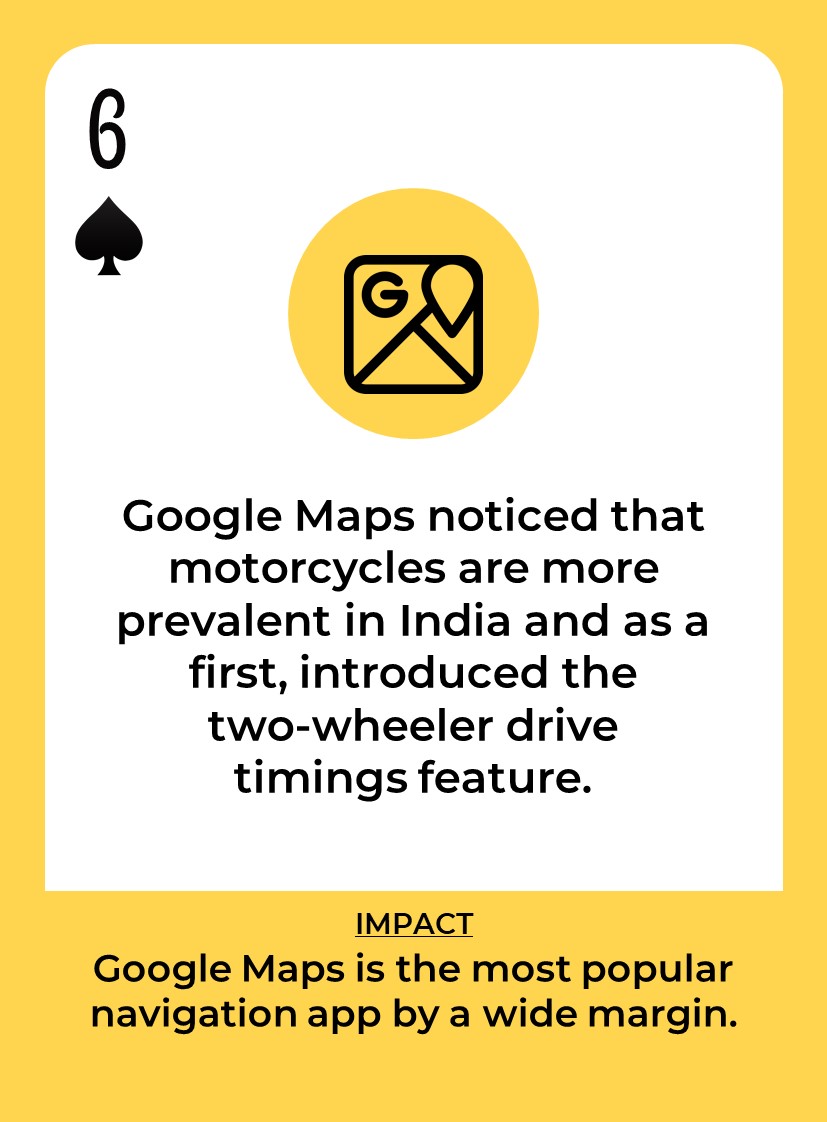 6
G
Google Maps noticed that
motorcycles are more
prevalent in India and as a
first, introduced the
two-wheeler drive
timings feature.
IMPACT
Google Maps is the most popular
navigation app by a wide margin.